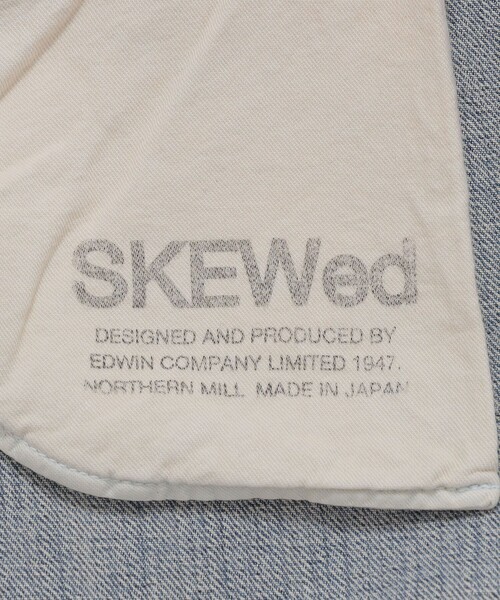 SKEWed
DESIGNED AND PRODUCED BY
EDWIN COMPANY LIMITED 1947.
NORTHERN MILL MADE IN JAPAN